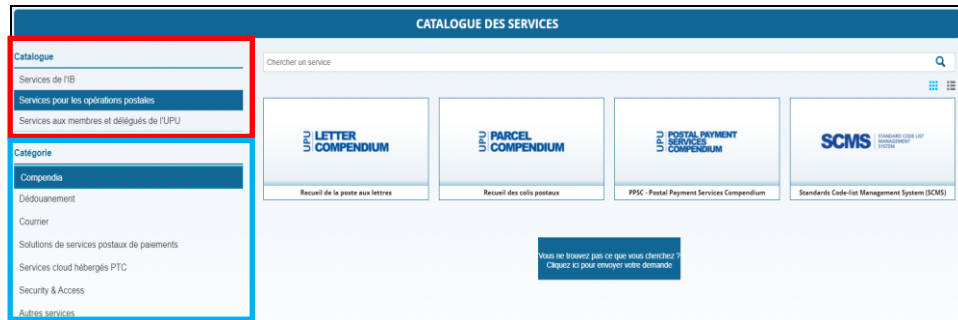 CATALOGUE DES SERVICES
Catalogue
Services de l'IB
Services pour les opérations postales
Services aux membres et délégués de l'UPU
Catégorie
Compendia
Dédouanement
Courrier
Solutions de services postaux de paiements
Services cloud hébergés PTC
Security & Access
Autres services
Chercher un service
UPU LETTER
COMPENDIUM
Recueil de la poste aux lettres
UPU PARCEL
COMPENDIUM
Recueil des colis postaux
UPU POSTAL PAYMENT
SERVICES
COMPENDIUM
PPSC - Postal Payment Services Compendium
SCMS STANDARD CODE LIST
MANAGEMENT
SYSTEM
Standards Code-list Management System (SCMS)
Vous ne trouvez pas ce que vous cherchez ?
Cliquez ici pour envoyer votre demande